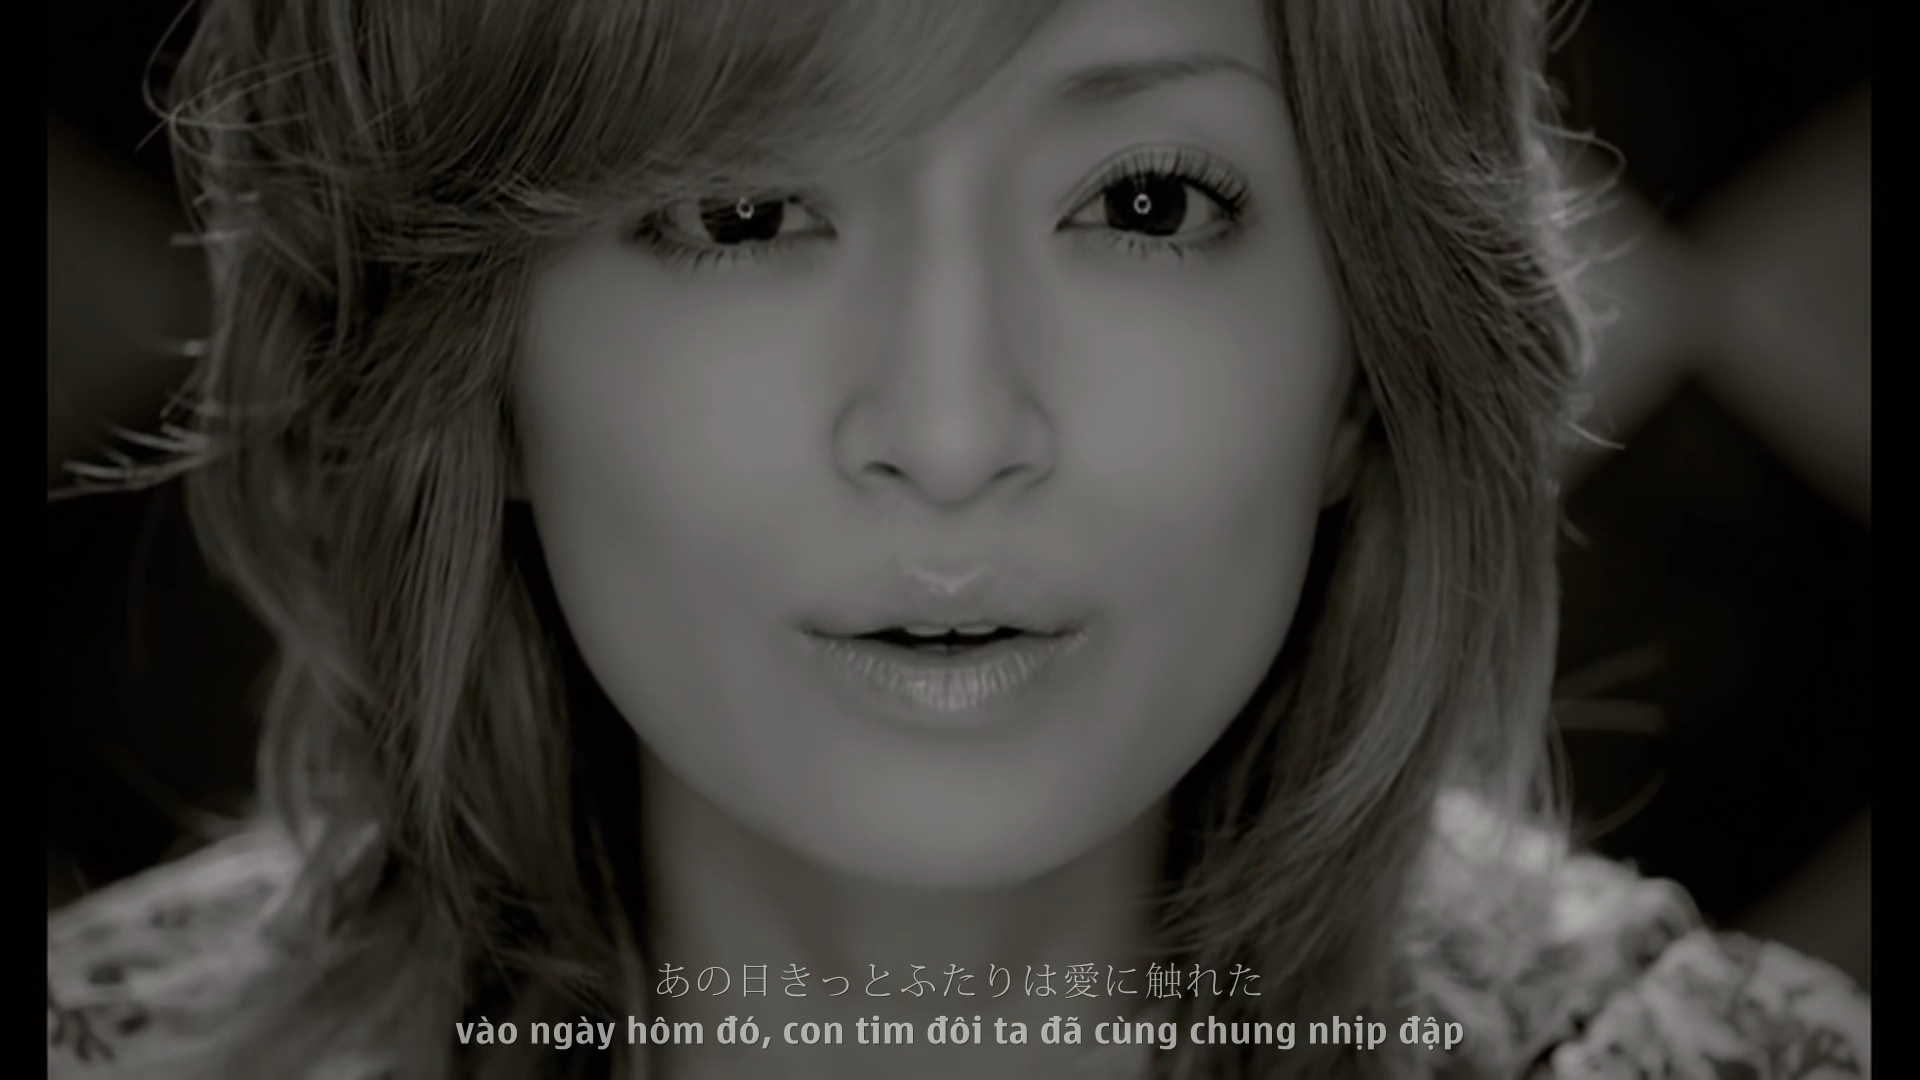 あの日きっとふたりは愛に触れた
vào ngày hôm đó, con tim đôi ta đã cùng chung nhịp đập